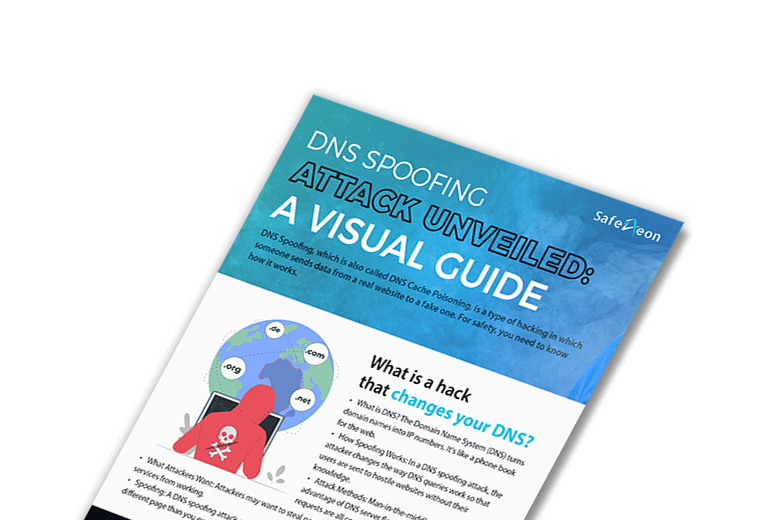 DNS SPOOFING
ATTACK UNVEILED:
A VISUAL GUIDE
SafeAeon
DNS Spoofing, which is also called DNS Cache Poisoning, is a type of hacking in which
someone sends data from a real website to a fake one. For safety, you need to know
how it works.
.de
.com
.org
.net
What is a hack
that changes your DNS?
• What is DNS? The Domain Name System (DNS) turns
domain names into IP numbers. It's like a phone book
for the web.
• How Spoofing Works: In a DNS spoofing attack, the
attacker changes the way DNS queries work so that
users are sent to hostile websites without their
knowledge.
• Attack Methods: Man-in-the-midd
advantage of DNS server fl
requests are all c
• What Attackers Want: Attackers may want to steal p
services from working.
• Spoofing: A DNS spoofing attack
different page than you